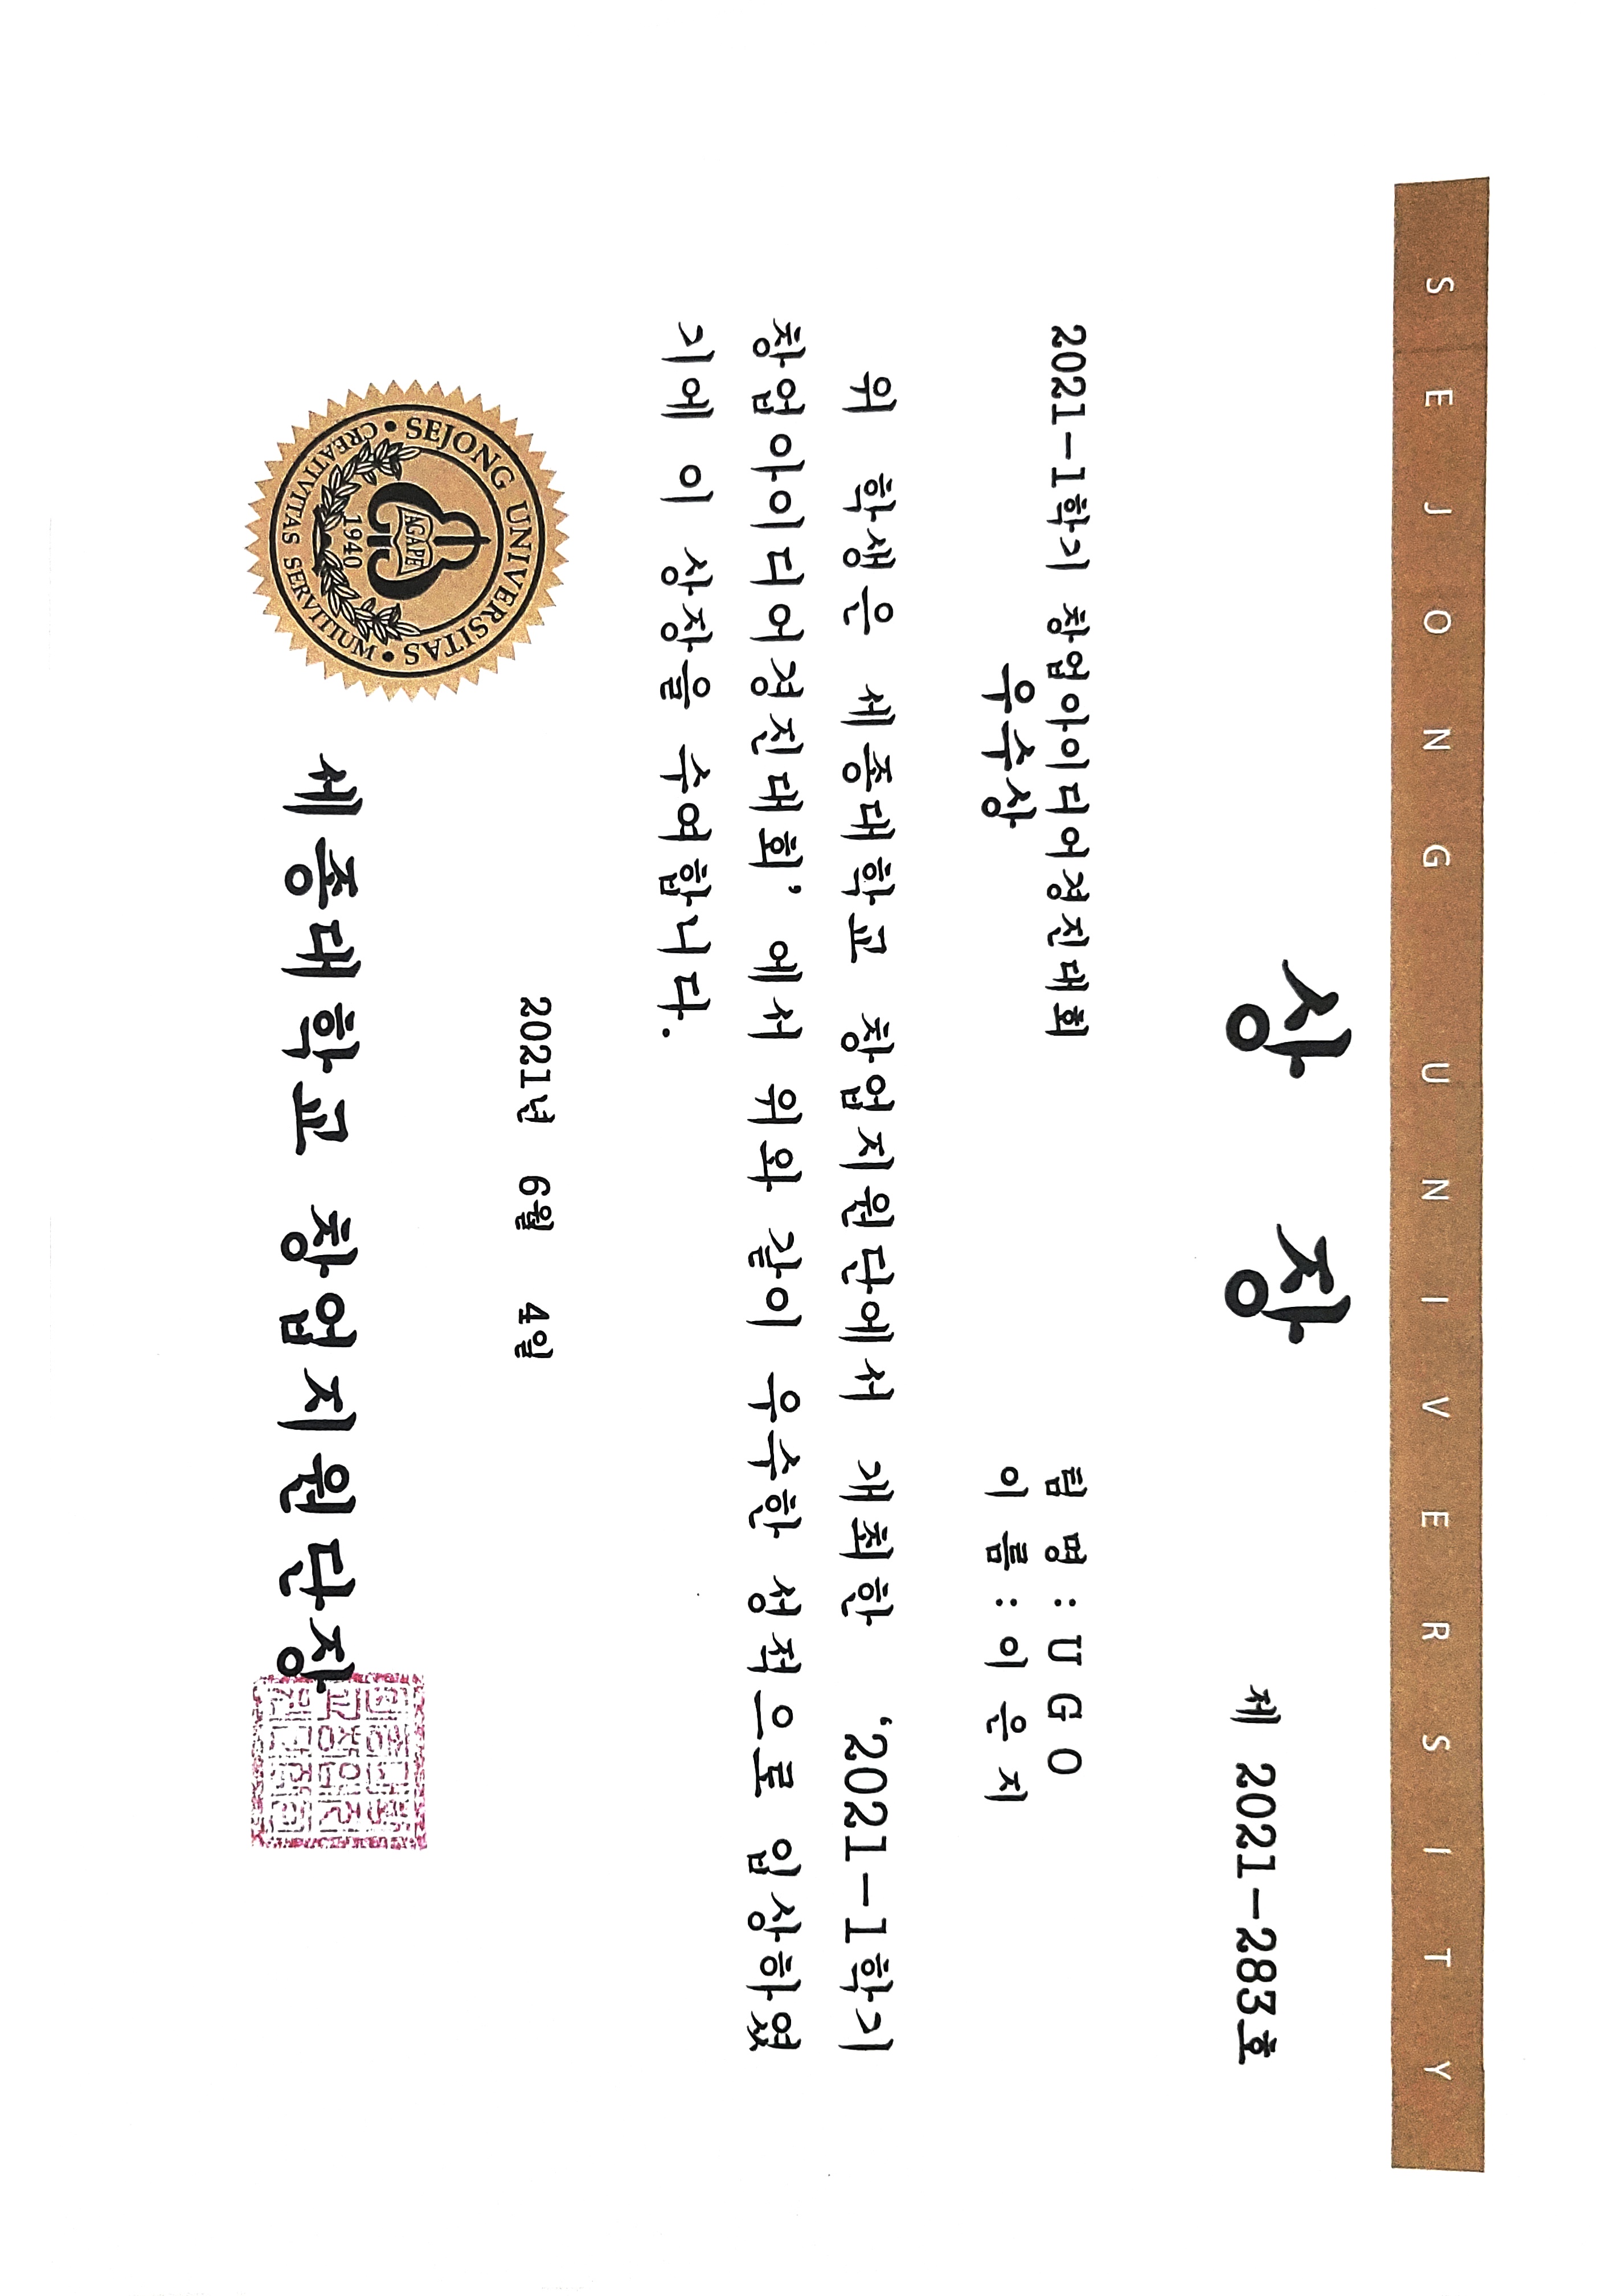 SEJONG UNIVERSITY
상 장
제 2021-283호
2021-1학기 창업아이디어경진대회
우수상
팀 명 : U G O
이 름 : 이 은 지
위 학생은 세종대학교 창업지원단에서 개최한 ‘2021-1학기
창업아이디어경진대회’ 에서 위와 같이 우수한 성적으로 입상하였
기에 이 상장을 수여합니다.
2021년 6월 4일
SEJONG UNIVERSITAS
AGAPE
1940
CREATIVITAS SERVITIUM
세종대학교 창업지원단장